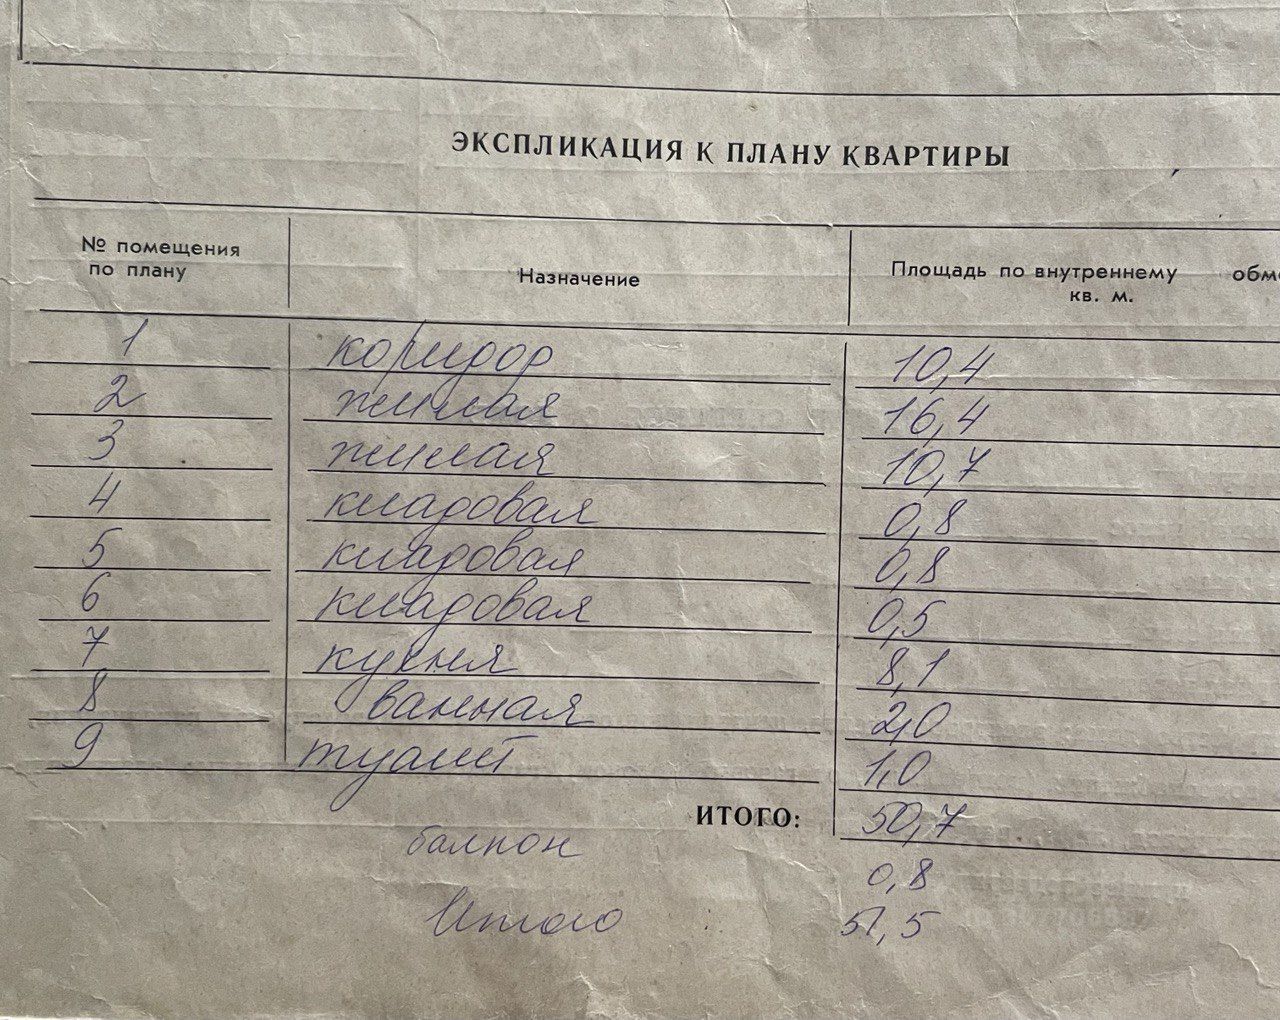 ЭКСПЛИКАЦИЯ К ПЛАНУ КВАРТИРЫ
№ помещения по плану Назначение Площадь по внутреннему обм кв. м.
1 коридор 10,4
2 жилая 16,4
3 жилая 10,7
4 кладовая 0,8
5 кладовая 0,8
6 кладовая 0,5
7 кухня 8,1
8 ванная 2,0
9 туалет 1,0
ИТОГО: 50,7
балкон 0,8
Итого 51,5